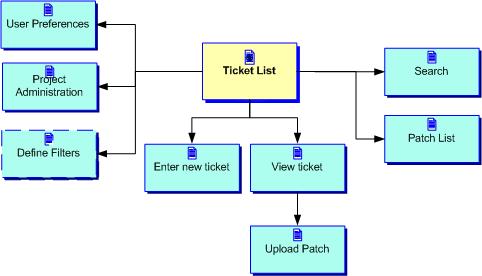 User Preferences
Ticket List
Search
Project
Administration
Patch List
Define Filters
Enter new ticket
View ticket
Upload Patch